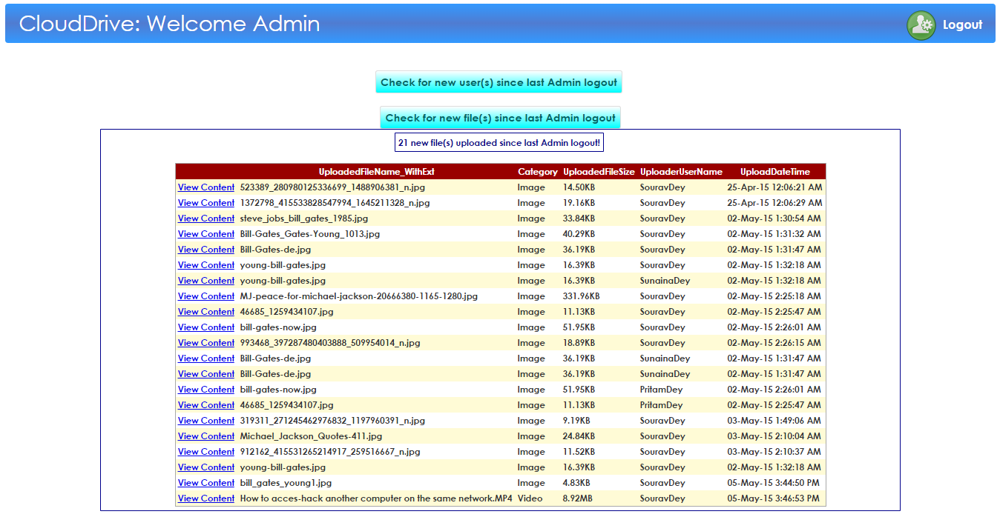 CloudDrive: Welcome Admin Logout
Check for new user(s) since last Admin logout
Check for new file(s) since last Admin logout
21 new file(s) uploaded since last Admin logout!
UploadedFileName_WithExt Category UploadedFileSize UploaderUserName UploadDateTime
View Content 523389_280980125336699_1488906381_n.jpg Image 14.50KB SouravDey 25-Apr-15 12:06:21 AM
View Content 1372798_415533828547994_1645211328_n.jpg Image 19.16KB SouravDey 25-Apr-15 12:06:29 AM
View Content steve_jobs_bill_gates_1985.jpg Image 33.84KB SouravDey 02-May-15 1:30:54 AM
View Content Bill-Gates_Gates-Young_1013.jpg Image 40.29KB SouravDey 02-May-15 1:31:32 AM
View Content Bill-Gates-de.jpg Image 36.19KB SouravDey 02-May-15 1:31:47 AM
View Content young-bill-gates.jpg Image 16.39KB SouravDey 02-May-15 1:32:18 AM
View Content young-bill-gates.jpg Image 16.39KB SunainaDey 02-May-15 1:32:18 AM
View Content MJ-peace-for-michael-jackson-20666380-1165-1280.jpg Image 331.96KB SouravDey 02-May-15 2:25:18 AM
View Content 46685_1259434107.jpg Image 11.13KB SouravDey 02-May-15 2:25:47 AM
View Content bill-gates-now.jpg Image 51.95KB SouravDey 02-May-15 2:26:01 AM
View Content 993468_397287480403888_509954014_n.jpg Image 18.89KB SouravDey 02-May-15 2:26:15 AM
View Content Bill-Gates-de.jpg Image 36.19KB SunainaDey 02-May-15 1:31:47 AM
View Content Bill-Gates-de.jpg Image 36.19KB SunainaDey 02-May-15 1:31:47 AM
View Content bill-gates-now.jpg Image 51.95KB PritamDey 02-May-15 2:26:01 AM
View Content 46685_1259434107.jpg Image 11.13KB PritamDey 02-May-15 2:25:47 AM
View Content 319311_271245462976832_1197960391_n.jpg Image 9.19KB SouravDey 03-May-15 1:49:06 AM
View Content Michael_Jackson_Quotes-411.jpg Image 24.84KB SouravDey 03-May-15 2:10:04 AM
View Content 912162_415531265214917_259516667_n.jpg Image 11.52KB SouravDey 03-May-15 2:10:37 AM
View Content young-bill-gates.jpg Image 16.39KB SouravDey 02-May-15 1:32:18 AM
View Content bill_gates_young1.jpg Image 4.83KB SouravDey 05-May-15 3:44:50 PM
View Content How to acces-hack another computer on the same network.MP4 Video 8.92MB SouravDey 05-May-15 3:46:53 PM